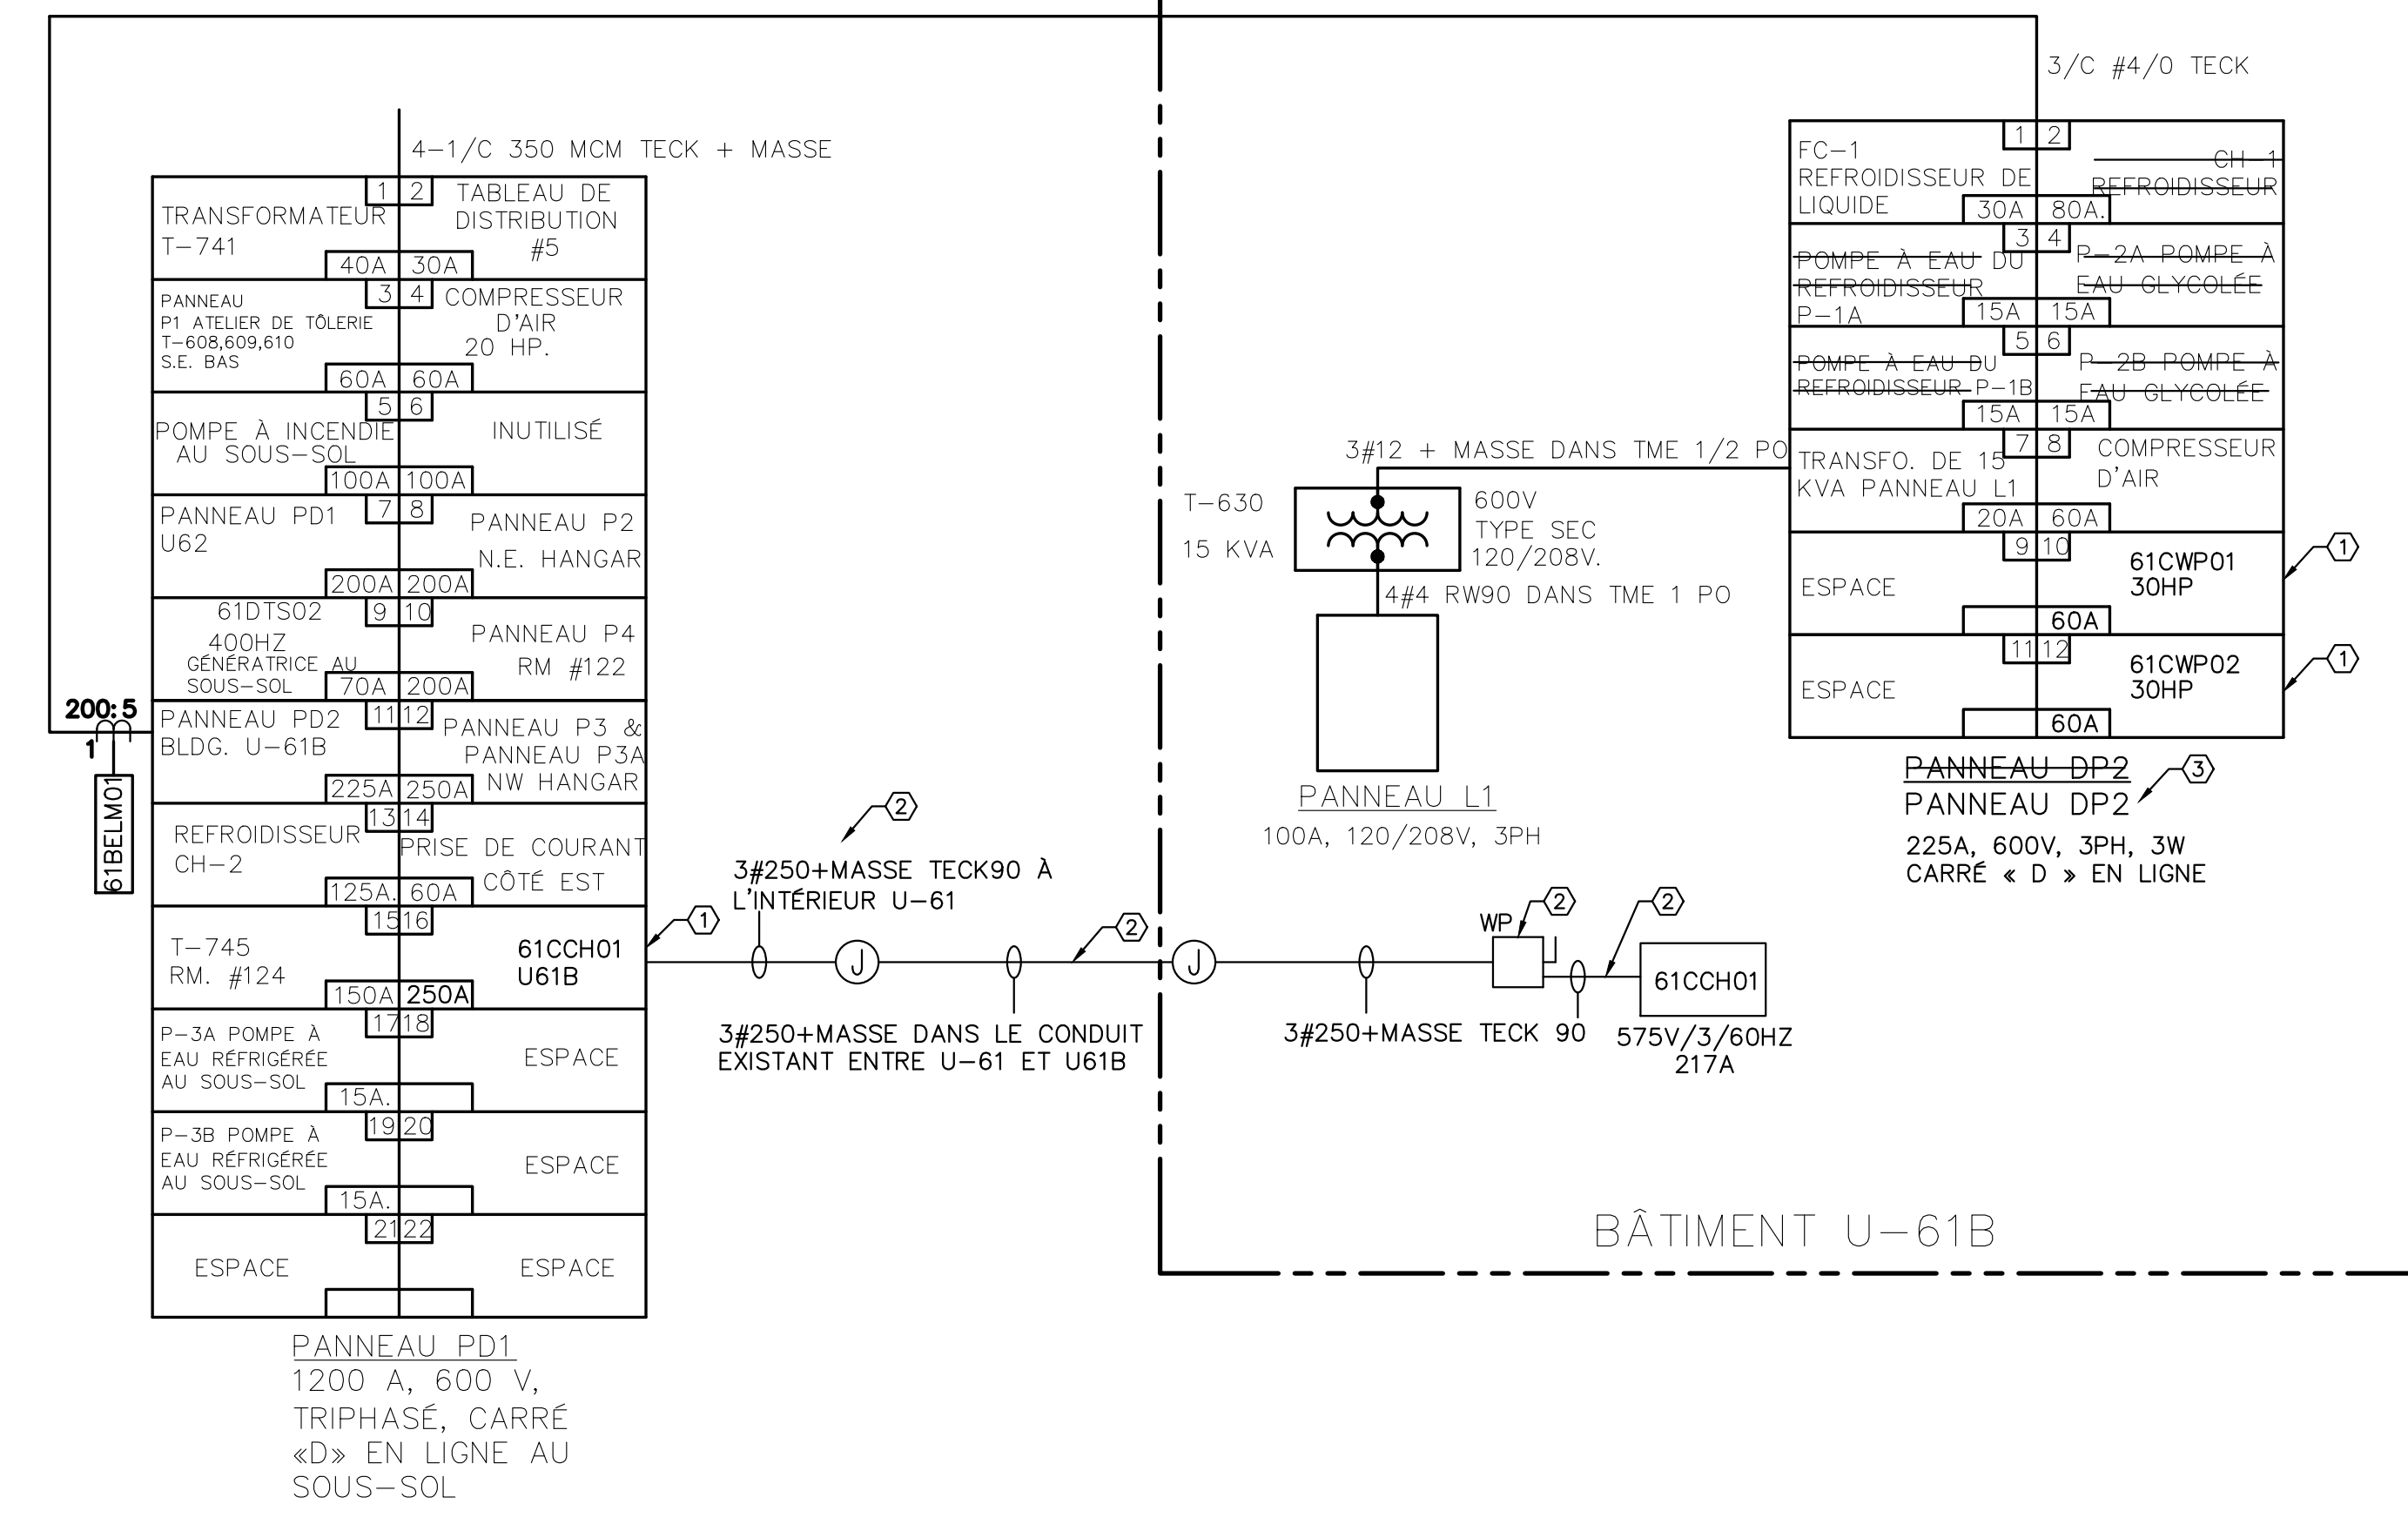 3/C #4/0 TECK
4-1/C 350 MCM TECK + MASSE
1 2
TRANSFORMATEUR
T-741
40A
TABLEAU DE
DISTRIBUTION
#5
30A
3 4
PANNEAU
P1 ATELIER DE TÔLERIE
T-608,609,610
S.E. BAS
60A
COMPRESSEUR
D'AIR
20 HP.
60A
5 6
POMPE À INCENDIE
AU SOUS-SOL
100A
INUTILISÉ
100A
7 8
PANNEAU PD1
U62
200A
PANNEAU P2
N.E. HANGAR
200A
9 10
61DTS02
400HZ
GÉNÉRATRICE AU
SOUS-SOL
70A
PANNEAU P4
RM #122
200A
11 12
PANNEAU PD2
BLDG. U-61B
225A
PANNEAU P3 &
PANNEAU P3A
NW HANGAR
250A
200:5
1
61BELM01
13 14
REFROIDISSEUR
CH-2
125A.
PRISE DE COURANT
CÔTÉ EST
60A
15 16
T-745
RM. #124
150A
61CCH01
U61B
250A
17 18
P-3A POMPE À
EAU RÉFRIGÉRÉE
AU SOUS-SOL
15A.
ESPACE
19 20
P-3B POMPE À
EAU RÉFRIGÉRÉE
AU SOUS-SOL
15A.
ESPACE
21 22
ESPACE
ESPACE
PANNEAU PD1
1200 A, 600 V,
TRIPHASÉ, CARRÉ
«D» EN LIGNE AU
SOUS-SOL
1
2
3#250+MASSE TECK90 À
L'INTÉRIEUR U-61
J
2
3#250+MASSE DANS LE CONDUIT
EXISTANT ENTRE U-61 ET U61B
J
3#250+MASSE TECK 90
WP
2
2
61CCH01
575V/3/60HZ
217A
3#12 + MASSE DANS TME 1/2 PO
T-630
15 KVA
600V
TYPE SEC
120/208V.
4#4 RW90 DANS TME 1 PO
PANNEAU L1
100A, 120/208V, 3PH
1 2
FC-1
REFROIDISSEUR DE
LIQUIDE
30A
CH-1
REFROIDISSEUR
80A.
3 4
POMPE À EAU DU
REFROIDISSEUR
P-1A
15A
P-2A POMPE À
EAU GLYCOLÉE
15A
5 6
POMPE À EAU DU
REFROIDISSEUR P-1B
15A
P-2B POMPE À
EAU GLYCOLÉE
15A
7 8
TRANSFO. DE 15
KVA PANNEAU L1
20A
COMPRESSEUR
D'AIR
60A
9 10
ESPACE
61CWP01
30HP
60A
1
11 12
ESPACE
61CWP02
30HP
60A
1
PANNEAU DP2
PANNEAU DP2
3
225A, 600V, 3PH, 3W
CARRÉ « D » EN LIGNE
BÂTIMENT U-61B